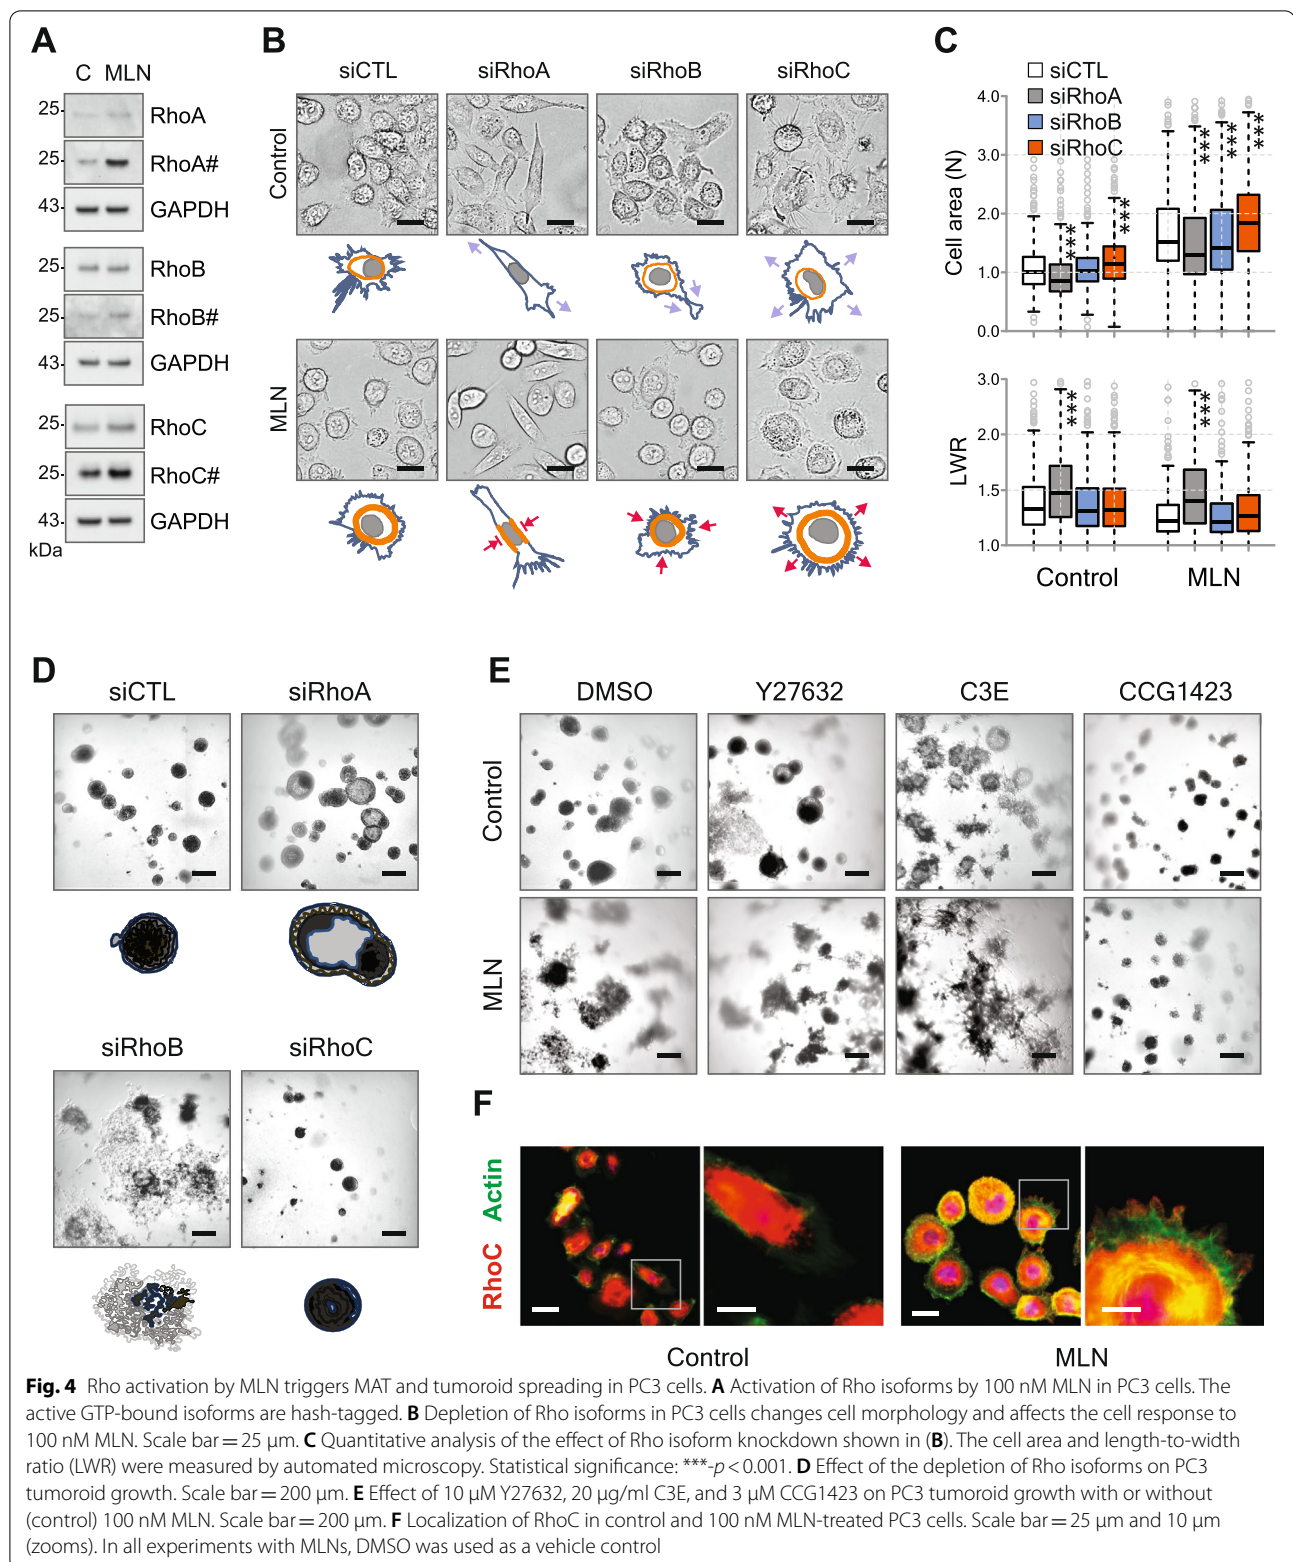 A
C MLN
25 RhoA
25 RhoA#
43 GAPDH
25 RhoB
25 RhoB#
43 GAPDH
25 RhoC
25 RhoC#
43 GAPDH
kDa
B
siCTL siRhoA siRhoB siRhoC
Control
MLN
C
siCTL
siRhoA
siRhoB
siRhoC
Cell area (N)
4.0
3.0
2.0
1.0
0.0
*** *** *** *** ***
LWR
3.0
2.0
1.5
1.0
*** ***
Control MLN
D
siCTL siRhoA
siRhoB siRhoC
E
DMSO Y27632 C3E CCG1423
Control
MLN
F
RhoC Actin
Control MLN
Fig. 4 Rho activation by MLN triggers MAT and tumoroid spreading in PC3 cells. A Activation of Rho isoforms by 100 nM MLN in PC3 cells. The
active GTP-bound isoforms are hash-tagged. B Depletion of Rho isoforms in PC3 cells changes cell morphology and affects the cell response to
100 nM MLN. Scale bar = 25 μm. C Quantitative analysis of the effect of Rho isoform knockdown shown in (B). The cell area and length-to-width
ratio (LWR) were measured by automated microscopy. Statistical significance: ***-p < 0.001. D Effect of the depletion of Rho isoforms on PC3
tumoroid growth. Scale bar = 200 μm. E Effect of 10 μM Y27632, 20 μg/ml C3E, and 3 μM CCG1423 on PC3 tumoroid growth with or without
(control) 100 nM MLN. Scale bar = 200 μm. F Localization of RhoC in control and 100 nM MLN-treated PC3 cells. Scale bar = 25 μm and 10 μm
(zooms). In all experiments with MLNs, DMSO was used as a vehicle control